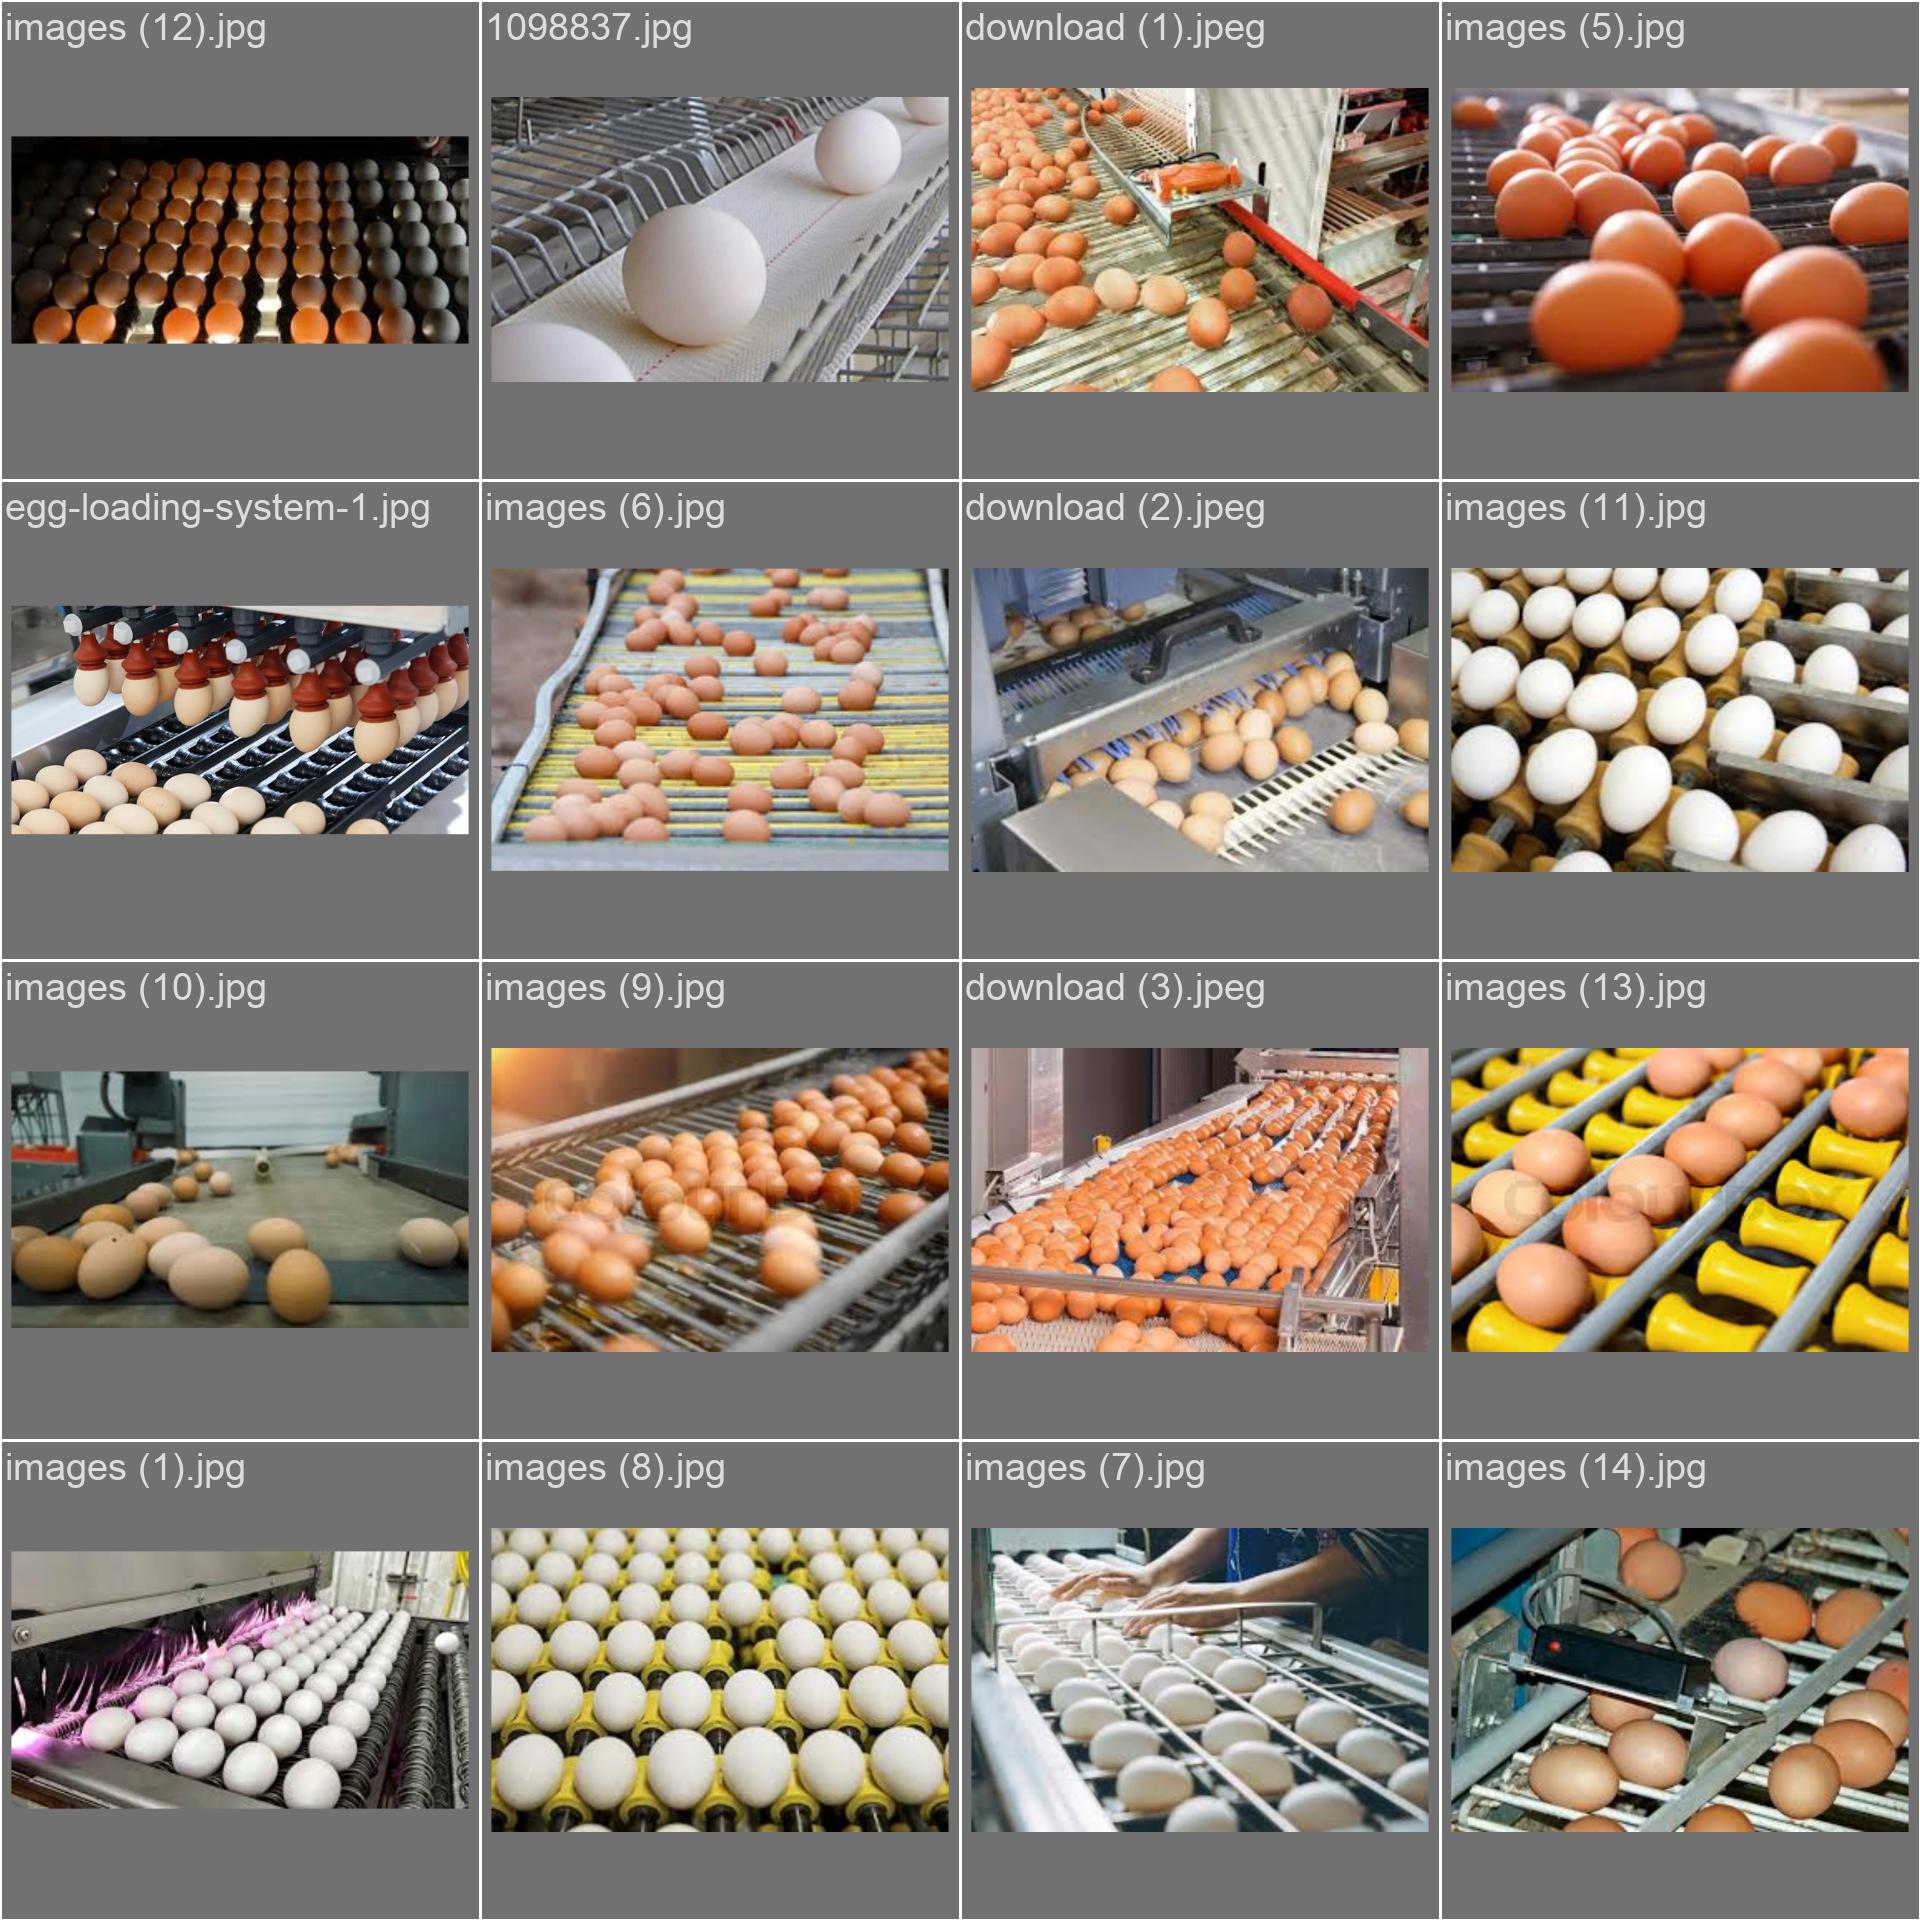 images (12).jpg
1098837.jpg
download (1).jpeg
images (5).jpg
egg-loading-system-1.jpg
images (6).jpg
download (2).jpeg
images (11).jpg
images (10).jpg
images (9).jpg
download (3).jpeg
images (13).jpg
images (1).jpg
images (8).jpg
images (7).jpg
images (14).jpg